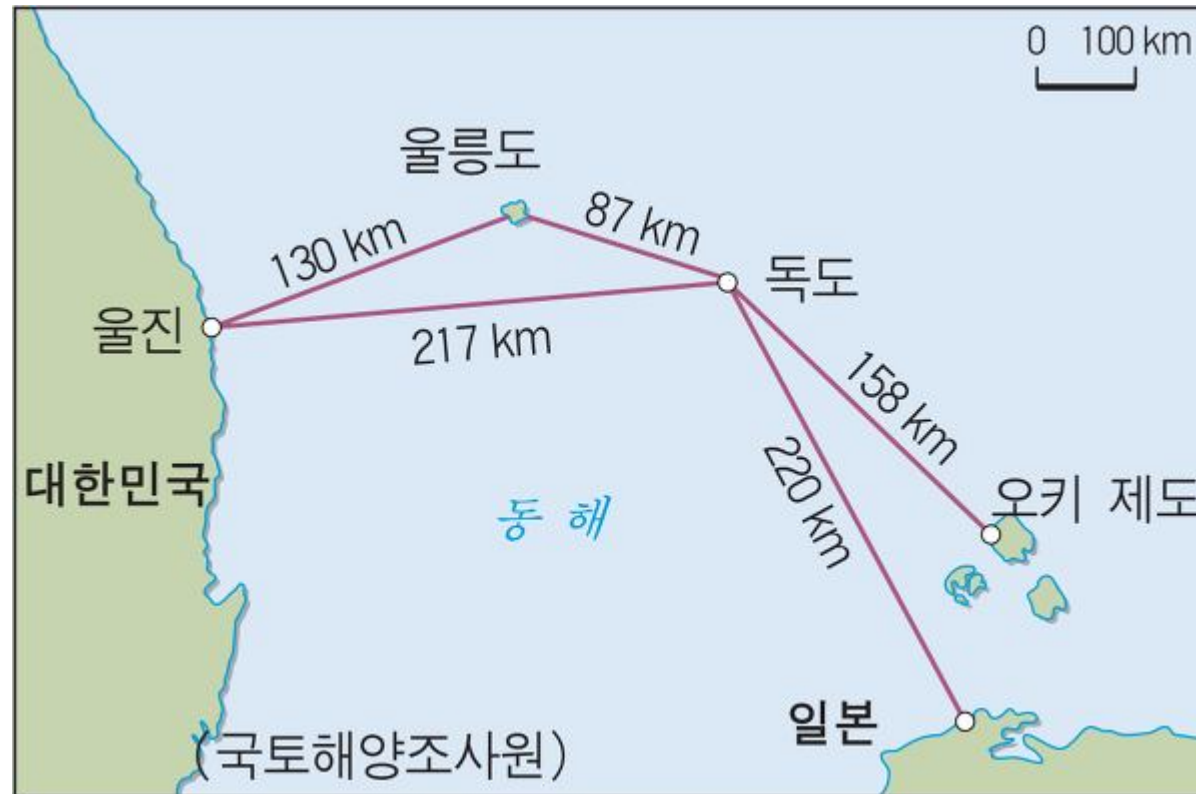 0 100 km
울릉도
130 km
87 km
독도
울진
217 km
158 km
220 km
대한민국
동 해
오키 제도
일본
(국토해양조사원)